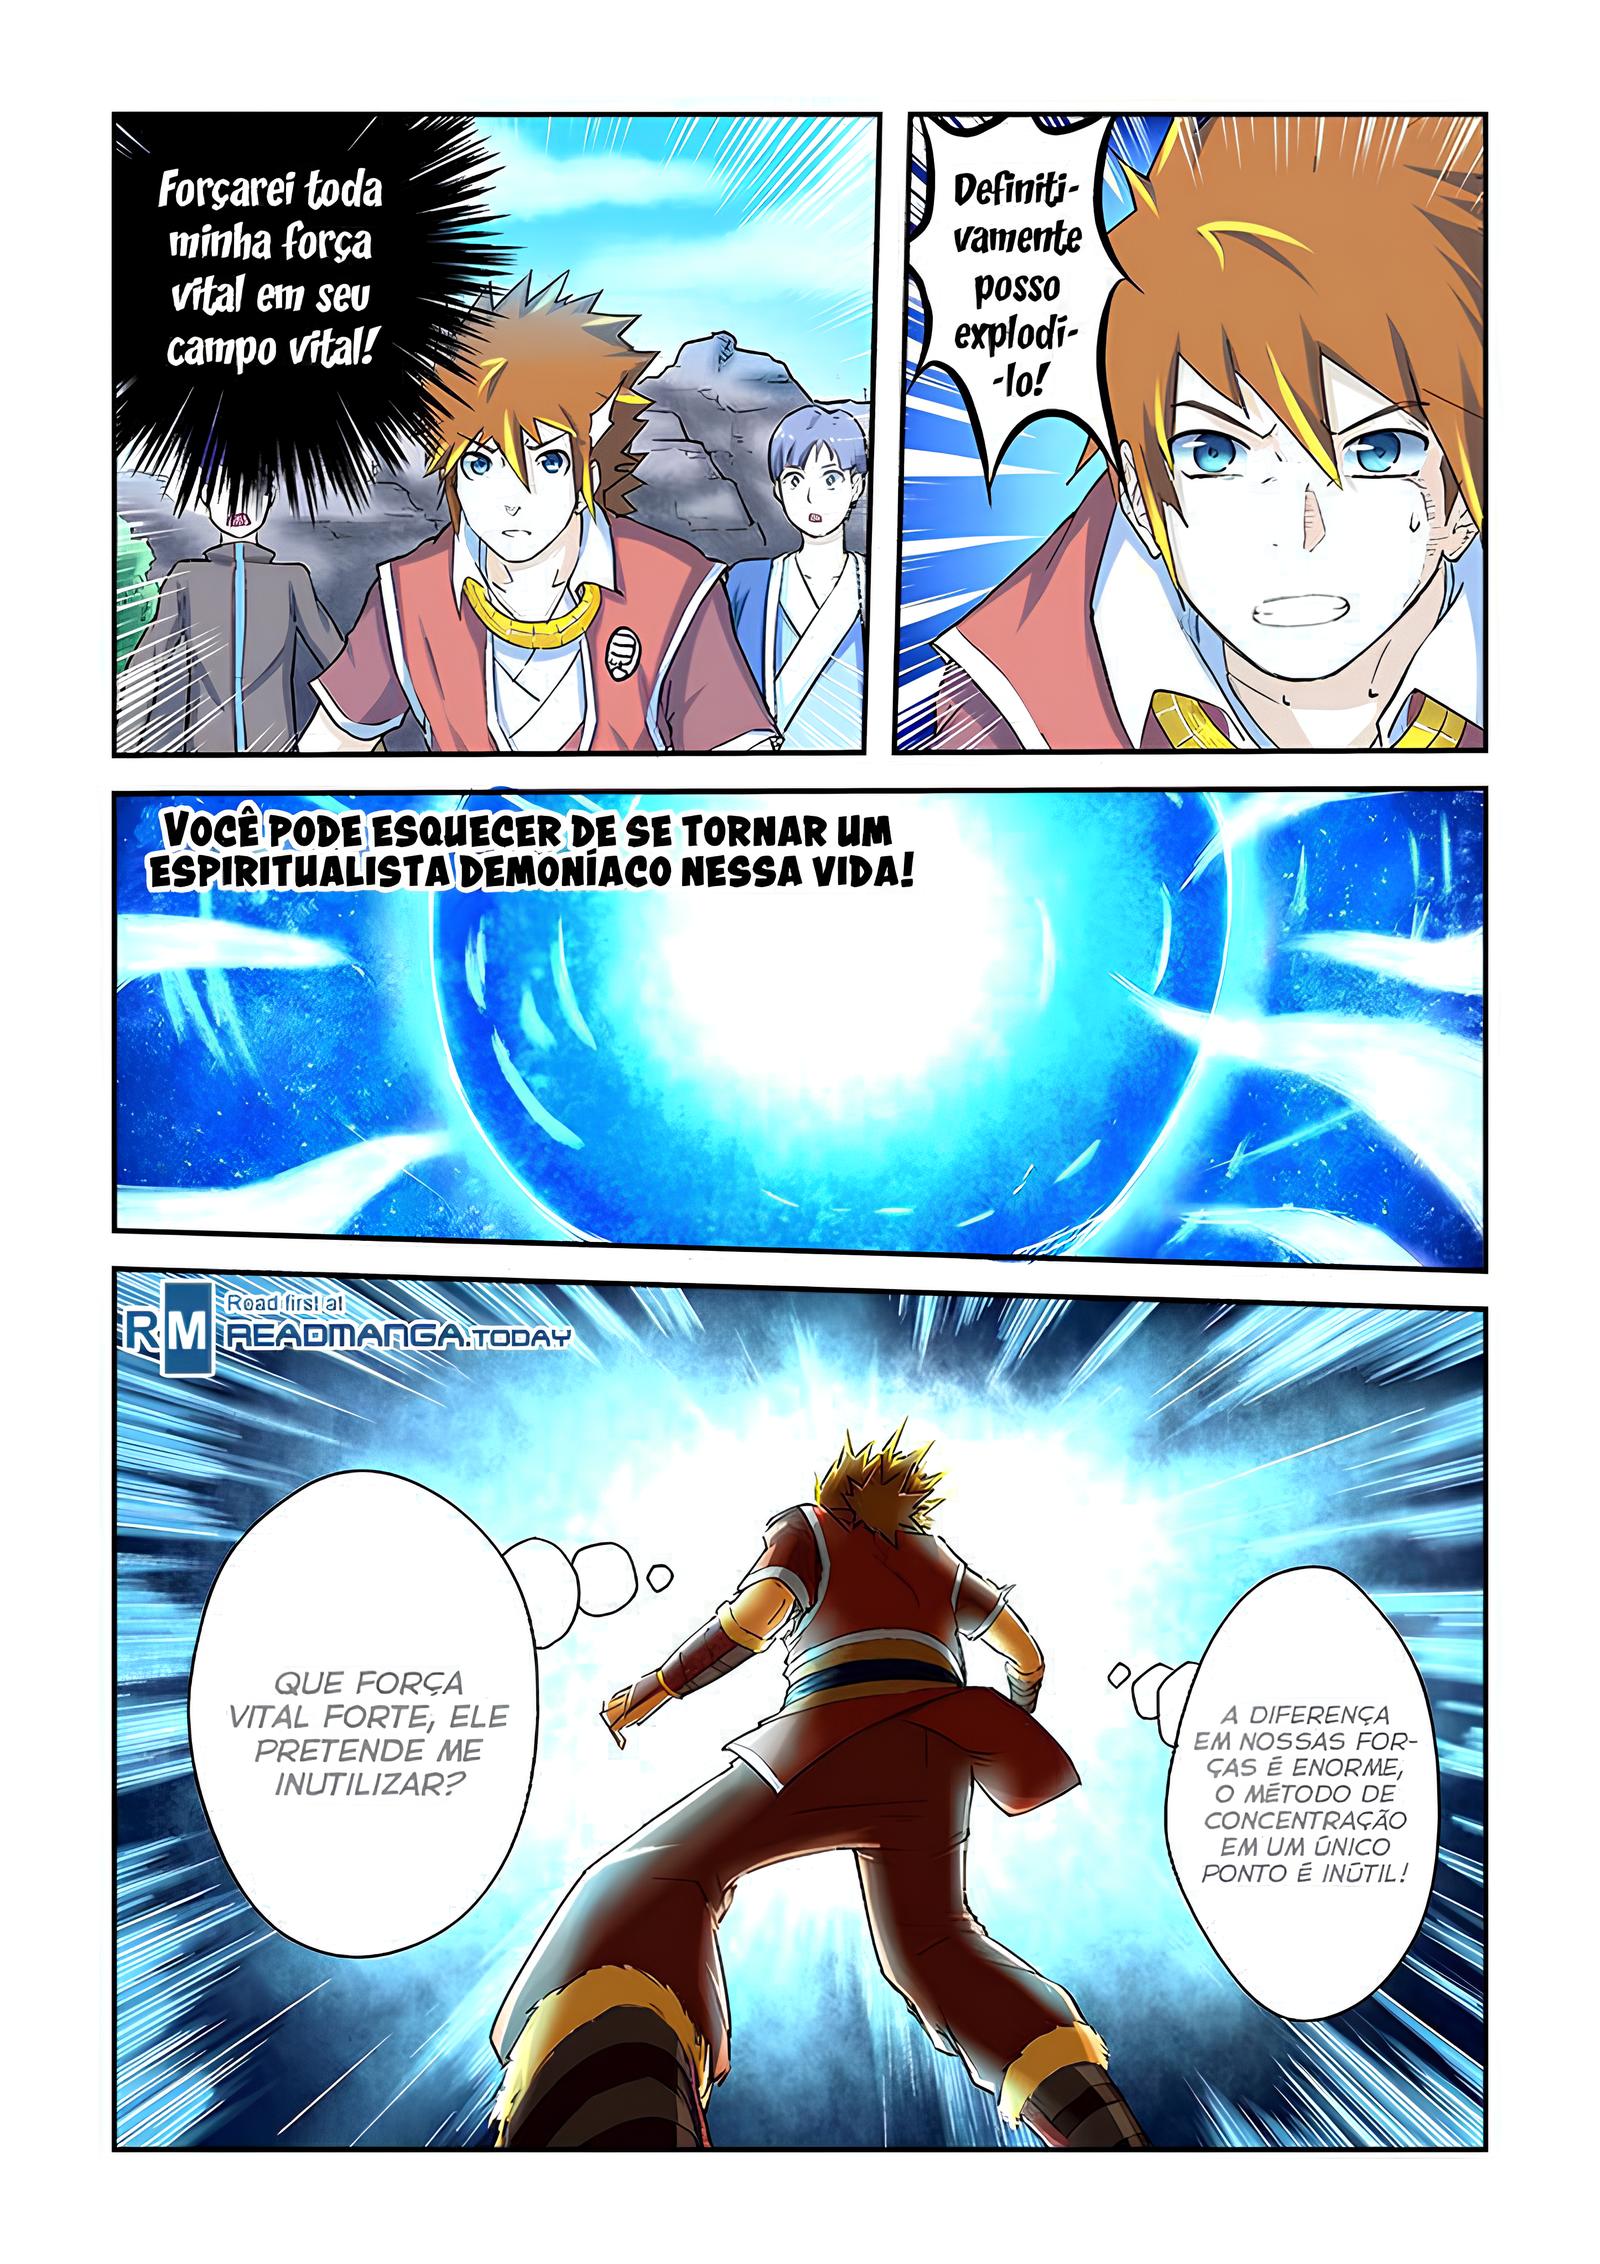 Forçarei toda
minha força
vital em seu
campo vital!
Definiti-
vamente
posso
explodi-
-lo!
VOCÊ PODE ESQUECER DE SE TORNAR UM
ESPIRITUALISTA DEMONÍACO NESSA VIDA!
RM
Read first at
READMANGA.TODAY
QUE FORÇA
VITAL FORTE, ELE
PRETENDE ME
INUTILIZAR?
A DIFERENÇA
EM NOSSAS FOR-
ÇAS É ENORME,
O MÉTODO DE
CONCENTRAÇÃO
EM UM ÚNICO
PONTO É INÚTIL!